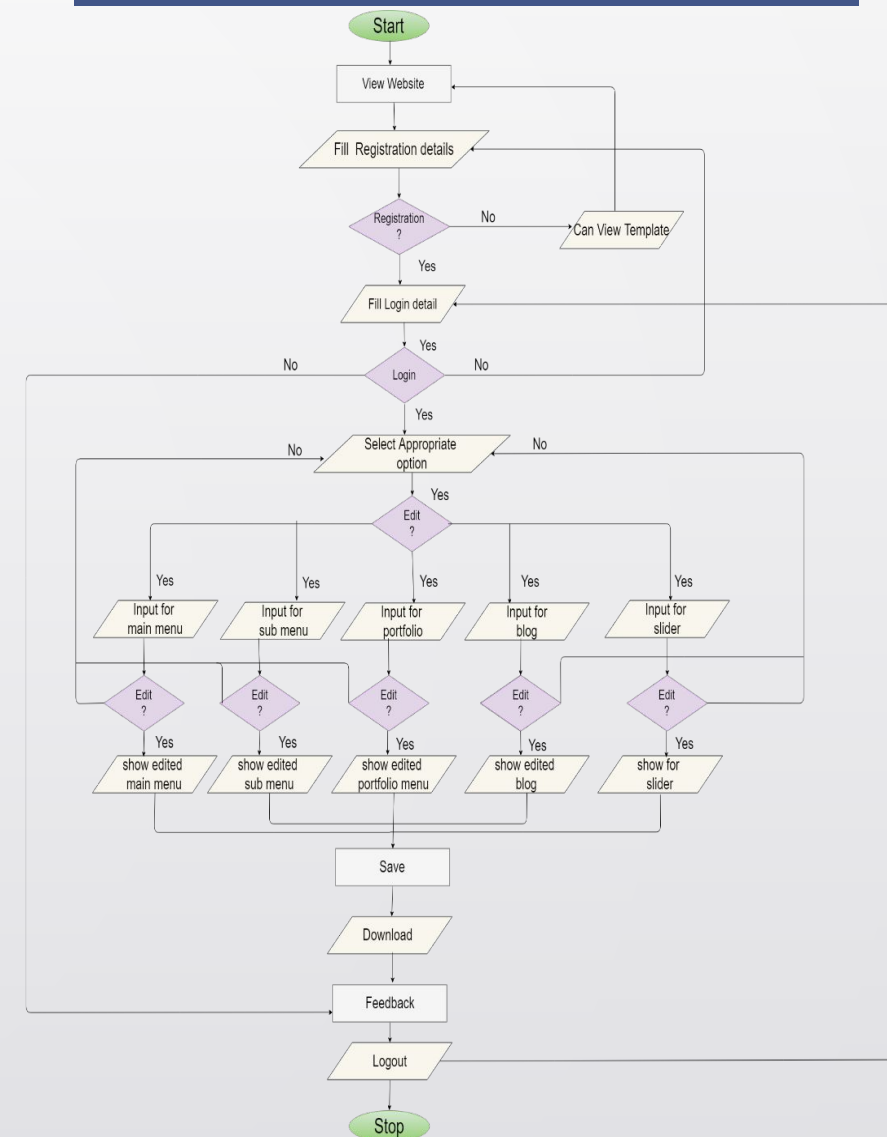 Start
View Website
Fill Registration details
Registration
?
No
Can View Template
Yes
Fill Login detail
Yes
No
Login
No
Yes
No
Select Appropriate
option
No
Yes
Edit
?
Yes
Yes
Yes
Yes
Yes
Input for
main menu
Input for
sub menu
Input for
portfolio
Input for
blog
Input for
slider
Edit
?
Edit
?
Edit
?
Edit
?
Edit
?
Yes
Yes
Yes
Yes
Yes
show edited
main menu
show edited
sub menu
show edited
portfolio menu
show edited
blog
show for
slider
Save
Download
Feedback
Logout
Stop